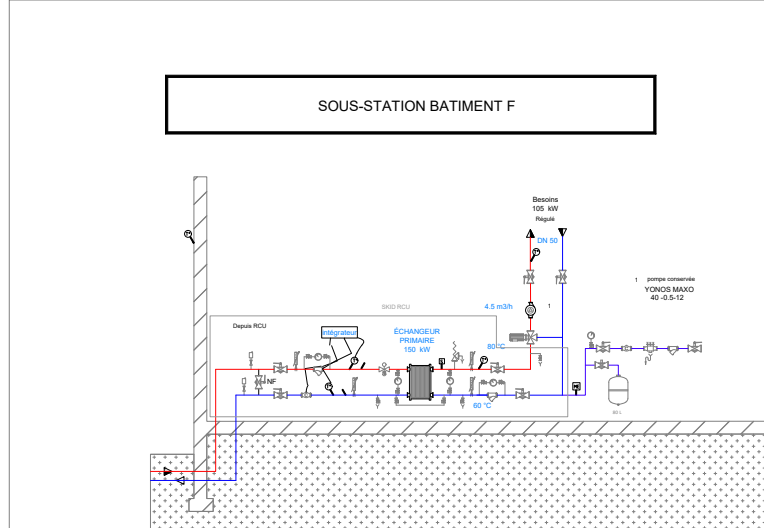 SOUS-STATION BATIMENT F
Besoins
105 kW
Régulé
DN 50
1 pompe conservée
YONOS MAXO
40 -0.5-12
SKID RCU
4.5 m3/h
1
Depuis RCU
intégrateur
ÉCHANGEUR
PRIMAIRE
150 kW
80 °C
NF
60 °C
80 L